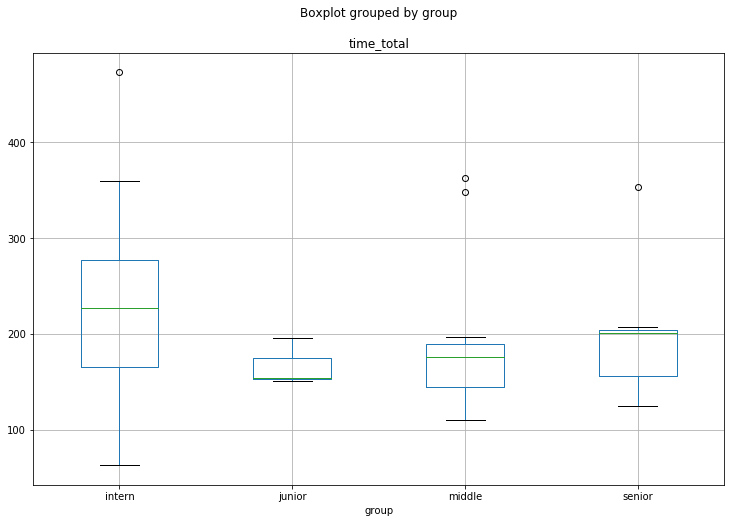 Boxplot grouped by group
time_total
400
300
200
100
intern junior middle senior
group